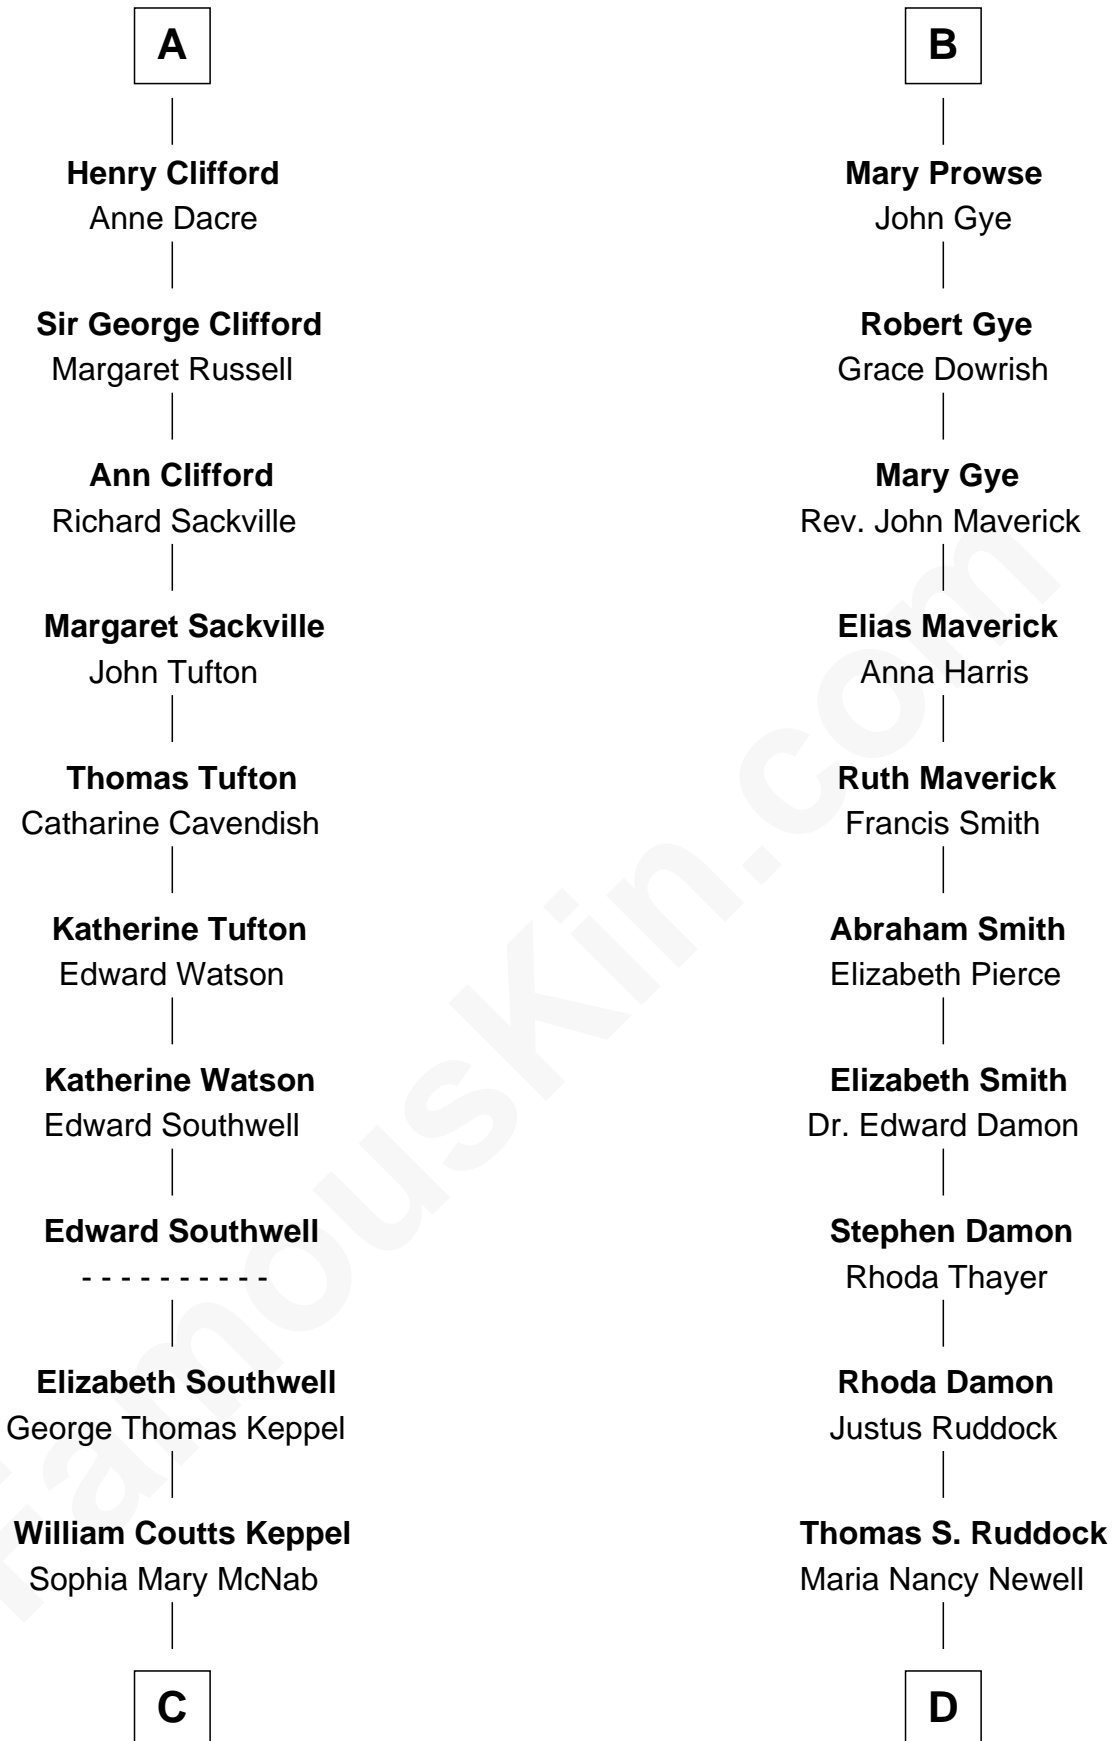 A
Henry Clifford
Anne Dacre
Sir George Clifford
Margaret Russell
Ann Clifford
Richard Sackville
Margaret Sackville
John Tufton
Thomas Tufton
Catharine Cavendish
Katherine Tufton
Edward Watson
Katherine Watson
Edward Southwell
Edward Southwell
- - - - - - - - - -
Elizabeth Southwell
George Thomas Keppel
William Coutts Keppel
Sophia Mary McNab
C
B
Mary Prowse
John Gye
Robert Gye
Grace Dowrish
Mary Gye
Rev. John Maverick
Elias Maverick
Anna Harris
Ruth Maverick
Francis Smith
Abraham Smith
Elizabeth Pierce
Elizabeth Smith
Dr. Edward Damon
Stephen Damon
Rhoda Thayer
Rhoda Damon
Justus Ruddock
Thomas S. Ruddock
Maria Nancy Newell
D
FamousKin.com